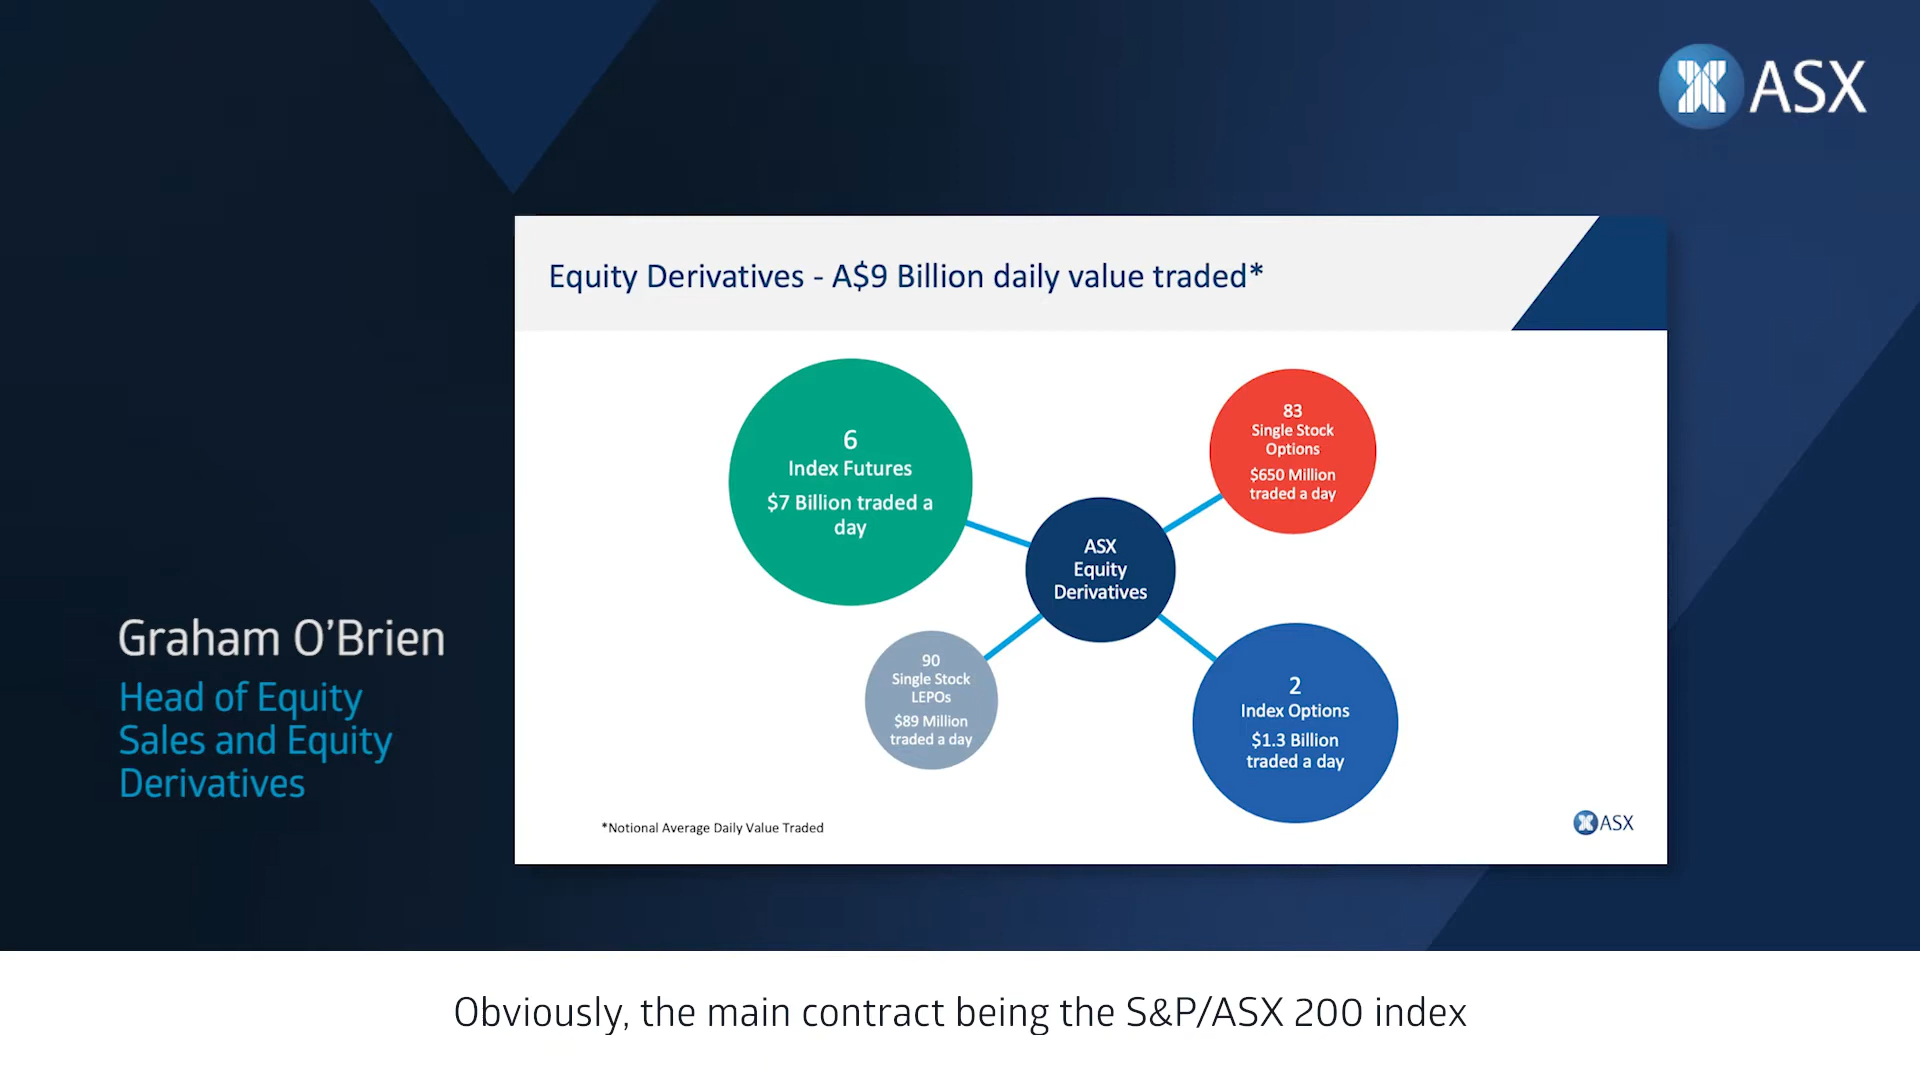 ASX
Equity Derivatives - A$9 Billion daily value traded*
6
Index Futures
$7 Billion traded a
day
83
Single Stock
Options
$650 Million
traded a day
ASX
Equity
Derivatives
90
Single Stock
LEPOs
$89 Million
traded a day
2
Index Options
$1.3 Billion
traded a day
*Notional Average Daily Value Traded
ASX
Graham O’Brien
Head of Equity
Sales and Equity
Derivatives
Obviously, the main contract being the S&P/ASX 200 index